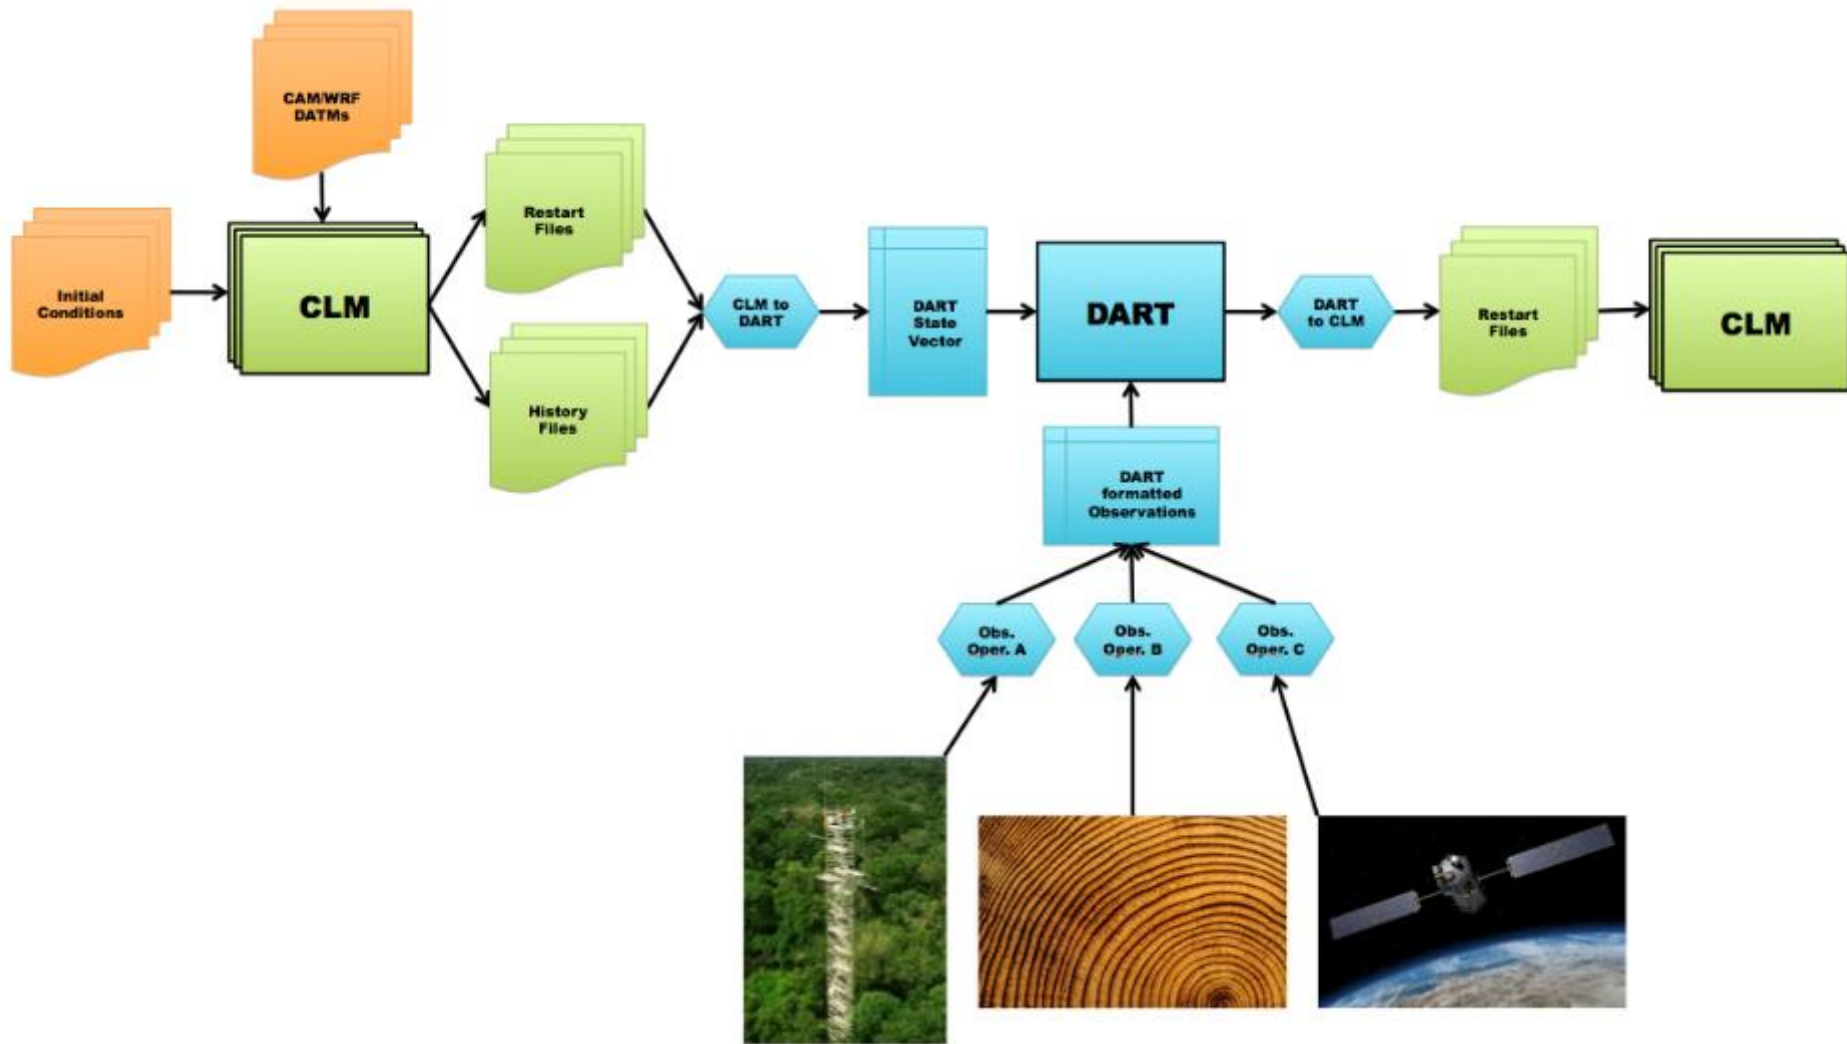 CAM/WRF
DATMs
Initial
Conditions
CLM
Restart
Files
History
Files
CLM to
DART
DART
State
Vector
DART
DART
to CLM
Restart
Files
CLM
DART
formatted
Observations
Obs.
Oper. A
Obs.
Oper. B
Obs.
Oper. C